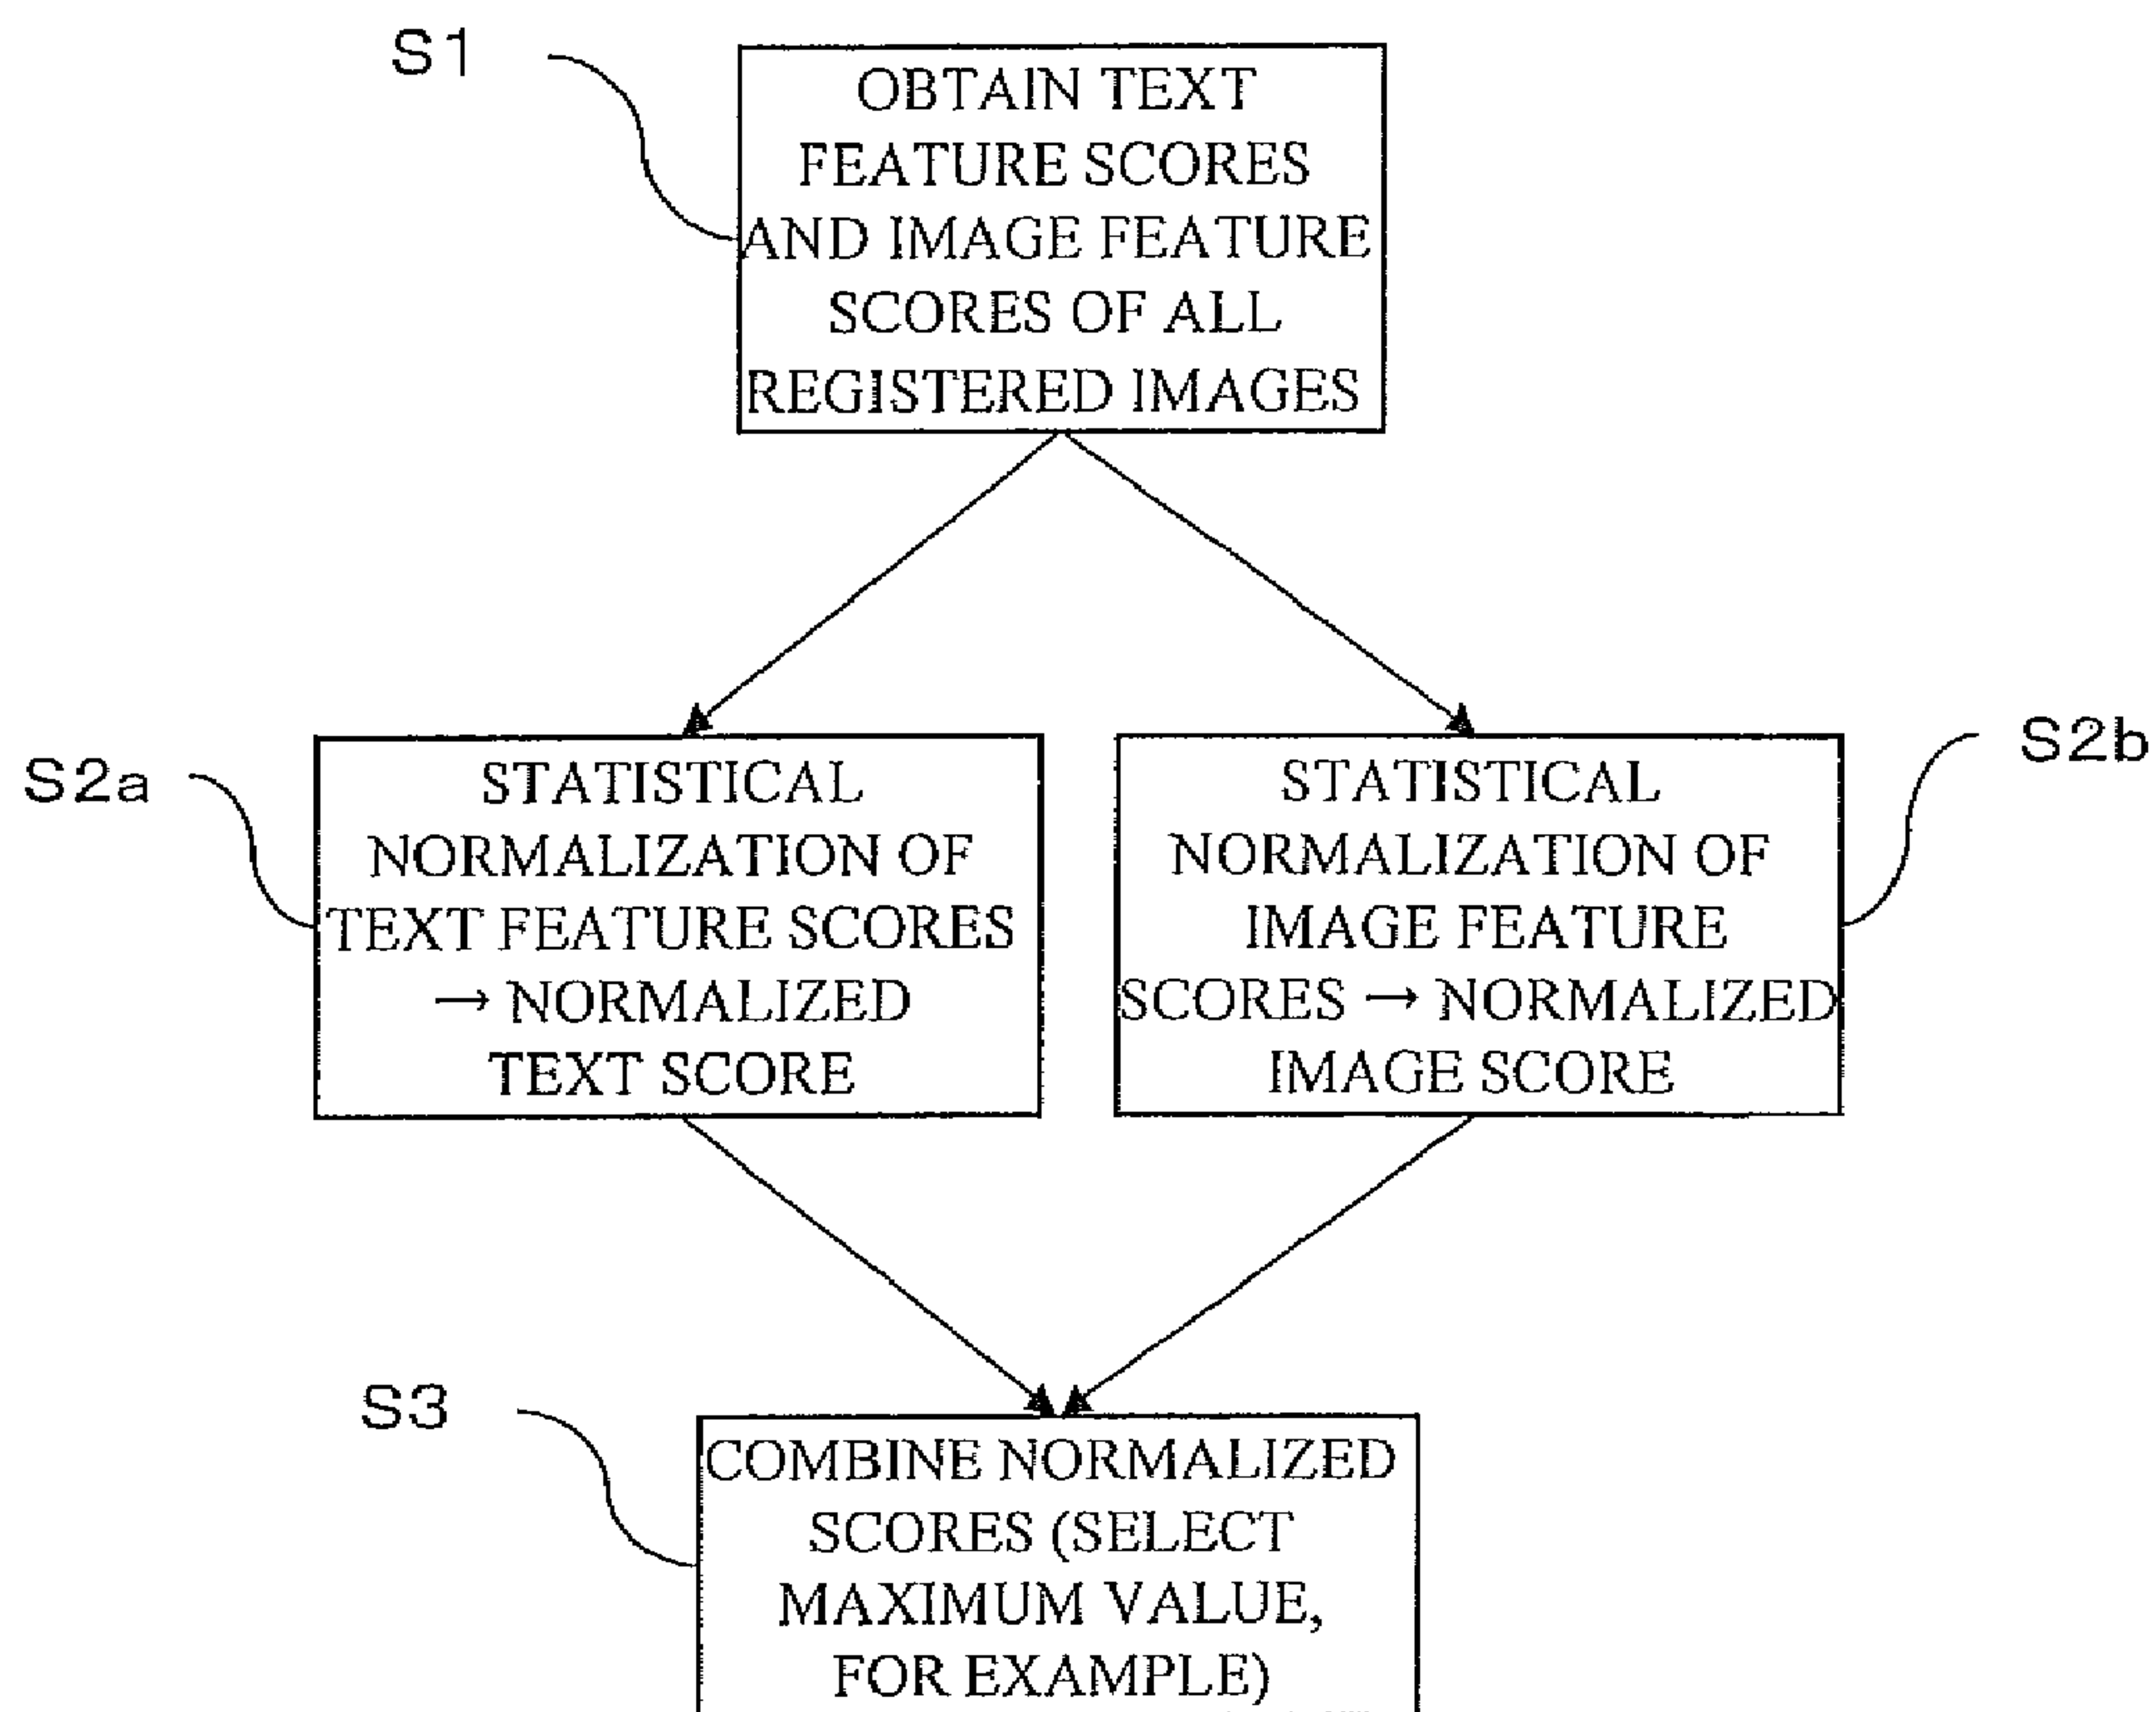 S1
OBTAIN TEXT
FEATURE SCORES
AND IMAGE FEATURE
SCORES OF ALL
REGISTERED IMAGES
S2a
STATISTICAL
NORMALIZATION OF
TEXT FEATURE SCORES
→ NORMALIZED
TEXT SCORE
S2b
STATISTICAL
NORMALIZATION OF
IMAGE FEATURE
SCORES → NORMALIZED
IMAGE SCORE
S3
COMBINE NORMALIZED
SCORES (SELECT
MAXIMUM VALUE,
FOR EXAMPLE)